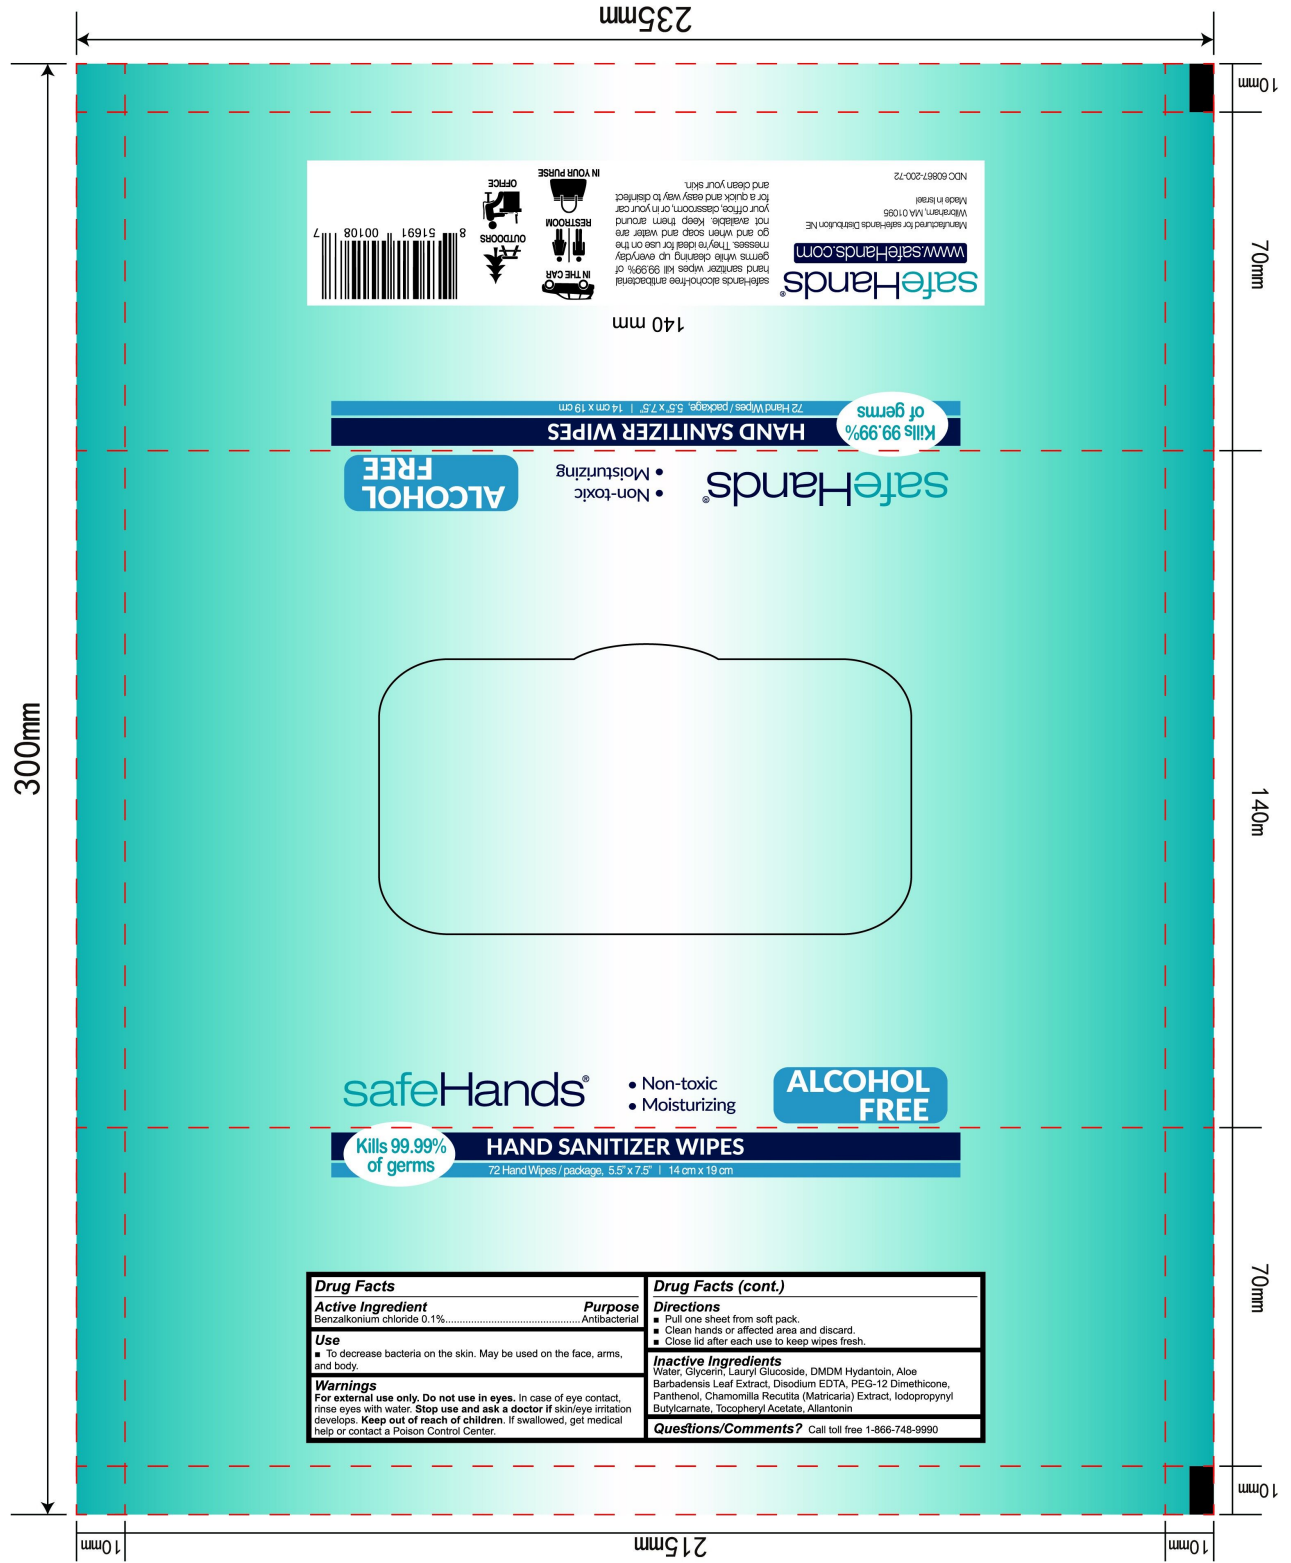 235mm
10mm
300mm
70mm
140m
70mm
10mm
safeHands®
www.safeHands.com
Manufactured for safeHands Distribution NE
Wilbraham, MA 01095
Made in Israel
NDC 60867-200-72
safeHands alcohol-free antibacterial
hand sanitizer wipes kill 99.99% of
germs while cleaning up everyday
messes. They're ideal for use on the
go and when soap and water are
not available. Keep them around
your office, classroom, or in your car
for a quick and easy way to disinfect
and clean your skin.
IN THE CAR
RESTROOM
IN YOUR PURSE
OUTDOORS
OFFICE
8 51691 00108 7
140 mm
Kills 99.99%
of germs
HAND SANITIZER WIPES
72 Hand Wipes / package, 5.5" x 7.5" | 14 cm x 19 cm
safeHands®
• Non-toxic
• Moisturizing
ALCOHOL
FREE
safeHands®
• Non-toxic
• Moisturizing
ALCOHOL
FREE
Kills 99.99%
of germs
HAND SANITIZER WIPES
72 Hand Wipes / package, 5.5" x 7.5" | 14 cm x 19 cm
Drug Facts
Active Ingredient Purpose
Benzalkonium chloride 0.1%................................................Antibacterial
Use
■ To decrease bacteria on the skin. May be used on the face, arms,
and body.
Warnings
For external use only. Do not use in eyes. In case of eye contact,
rinse eyes with water. Stop use and ask a doctor if skin/eye irritation
develops. Keep out of reach of children. If swallowed, get medical
help or contact a Poison Control Center.
Drug Facts (cont.)
Directions
■ Pull one sheet from soft pack.
■ Clean hands or affected area and discard.
■ Close lid after each use to keep wipes fresh.
Inactive Ingredients
Water, Glycerin, Lauryl Glucoside, DMDM Hydantoin, Aloe
Barbadensis Leaf Extract, Disodium EDTA, PEG-12 Dimethicone,
Panthenol, Chamomilla Recutita (Matricaria) Extract, Iodopropynyl
Butylcarnate, Tocopheryl Acetate, Allantonin
Questions/Comments? Call toll free 1-866-748-9990
10mm
215mm
10mm